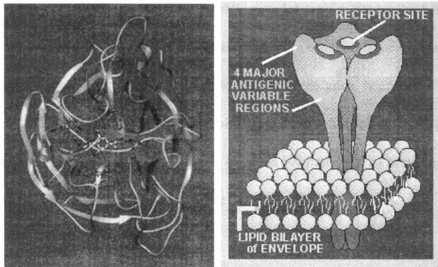 RECEPTOR SITE
4 MAJOR
ANTIGENIC
VARIABLE
REGIONS
LIPID BILAYER
of ENVELOPE